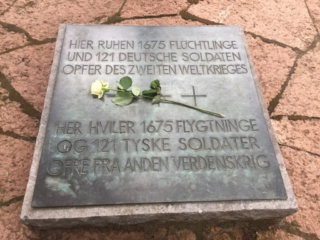 HIER RUHEN 1675 FLÜCHTLINGE
UND 121 DEUTSCHE SOLDATEN
OPFER DES ZWEITEN WELTKRIEGES
HER HVILER 1675 FLYGTNINGE
OG 121 TYSKE SOLDATER
OFRE FRA ANDEN VERDENSKRIG